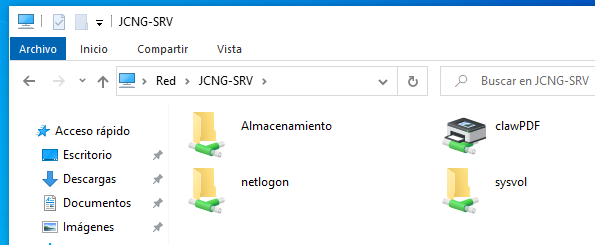 JCNG-SRV
Archivo Inicio Compartir Vista
Red JCNG-SRV
Buscar en JCNG-SRV
Acceso rápido
Escritorio
Descargas
Documentos
Imágenes
Almacenamiento clawPDF
netlogon sysvol